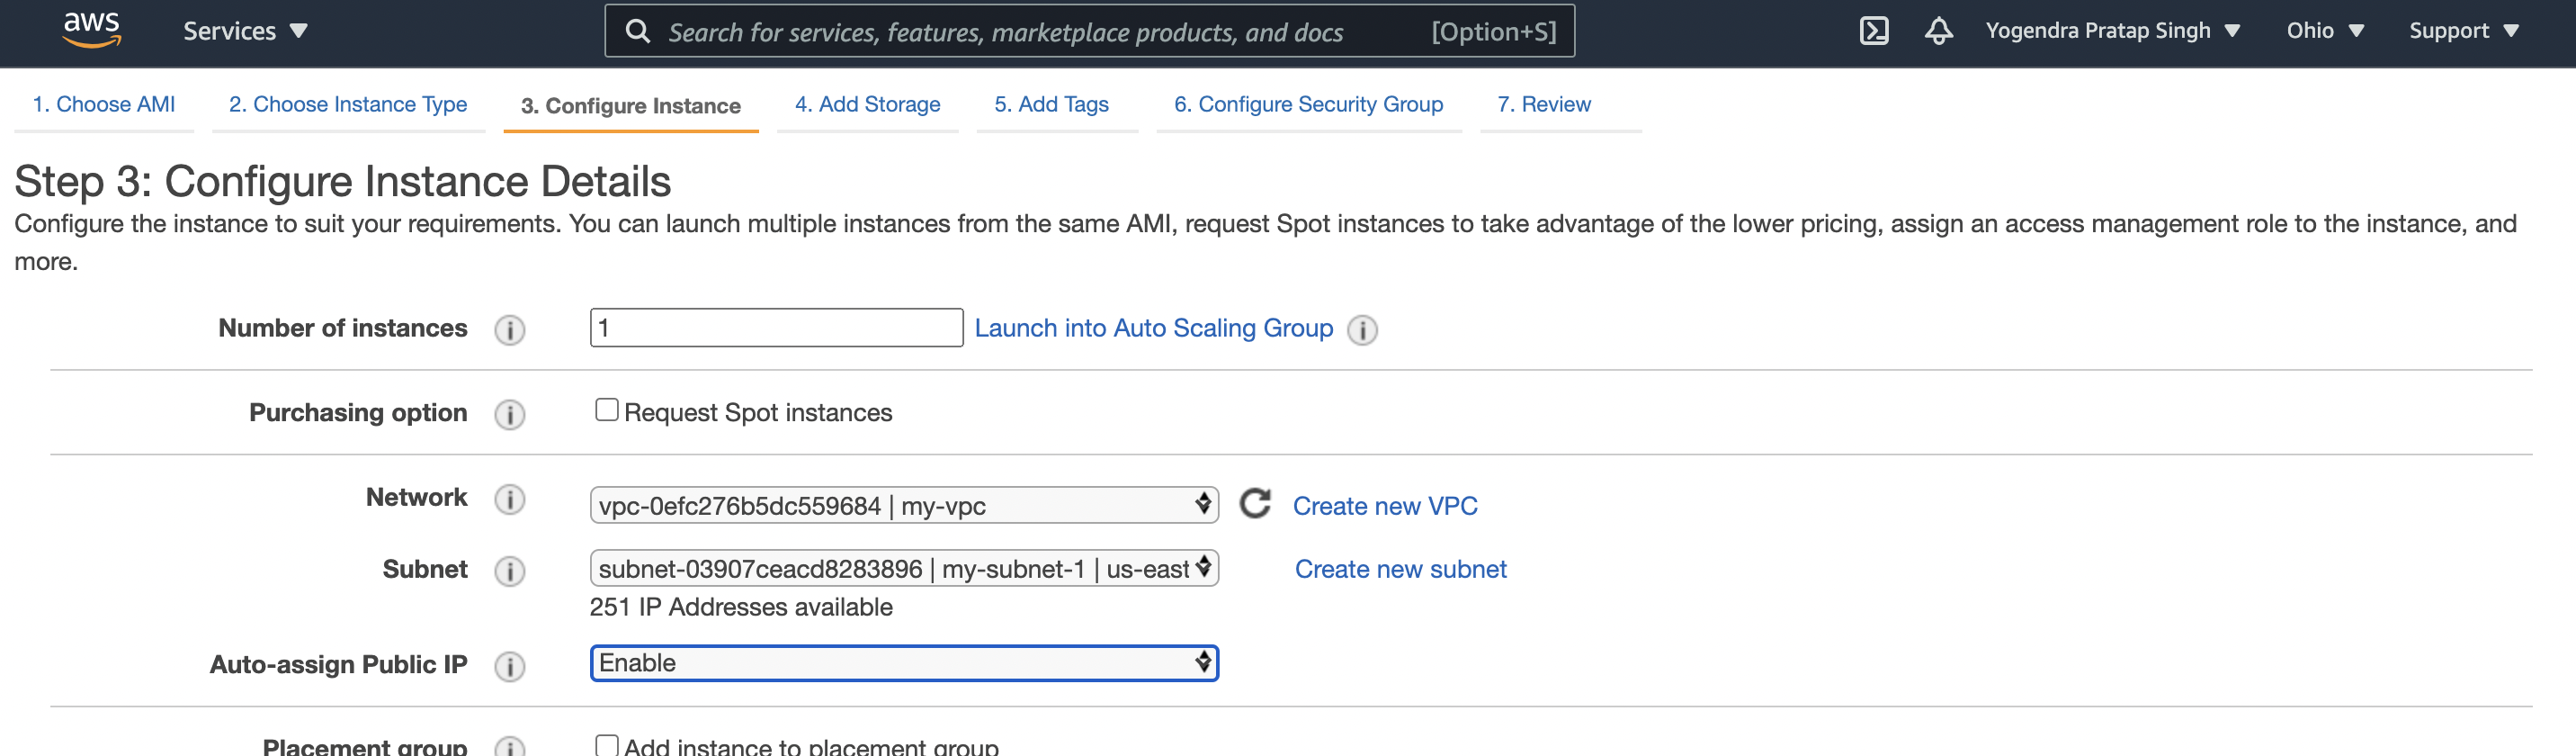 aws Services Search for services, features, marketplace products, and docs [Option+S] Yogendra Pratap Singh Ohio Support
1. Choose AMI 2. Choose Instance Type 3. Configure Instance 4. Add Storage 5. Add Tags 6. Configure Security Group 7. Review
Step 3: Configure Instance Details
Configure the instance to suit your requirements. You can launch multiple instances from the same AMI, request Spot instances to take advantage of the lower pricing, assign an access management role to the instance, and
more.
Number of instances 1 Launch into Auto Scaling Group
Purchasing option Request Spot instances
Network vpc-0efc276b5dc559684 | my-vpc Create new VPC
Subnet subnet-03907ceacd8283896 | my-subnet-1 | us-east Create new subnet
251 IP Addresses available
Auto-assign Public IP Enable
Placement group Add instance to placement group